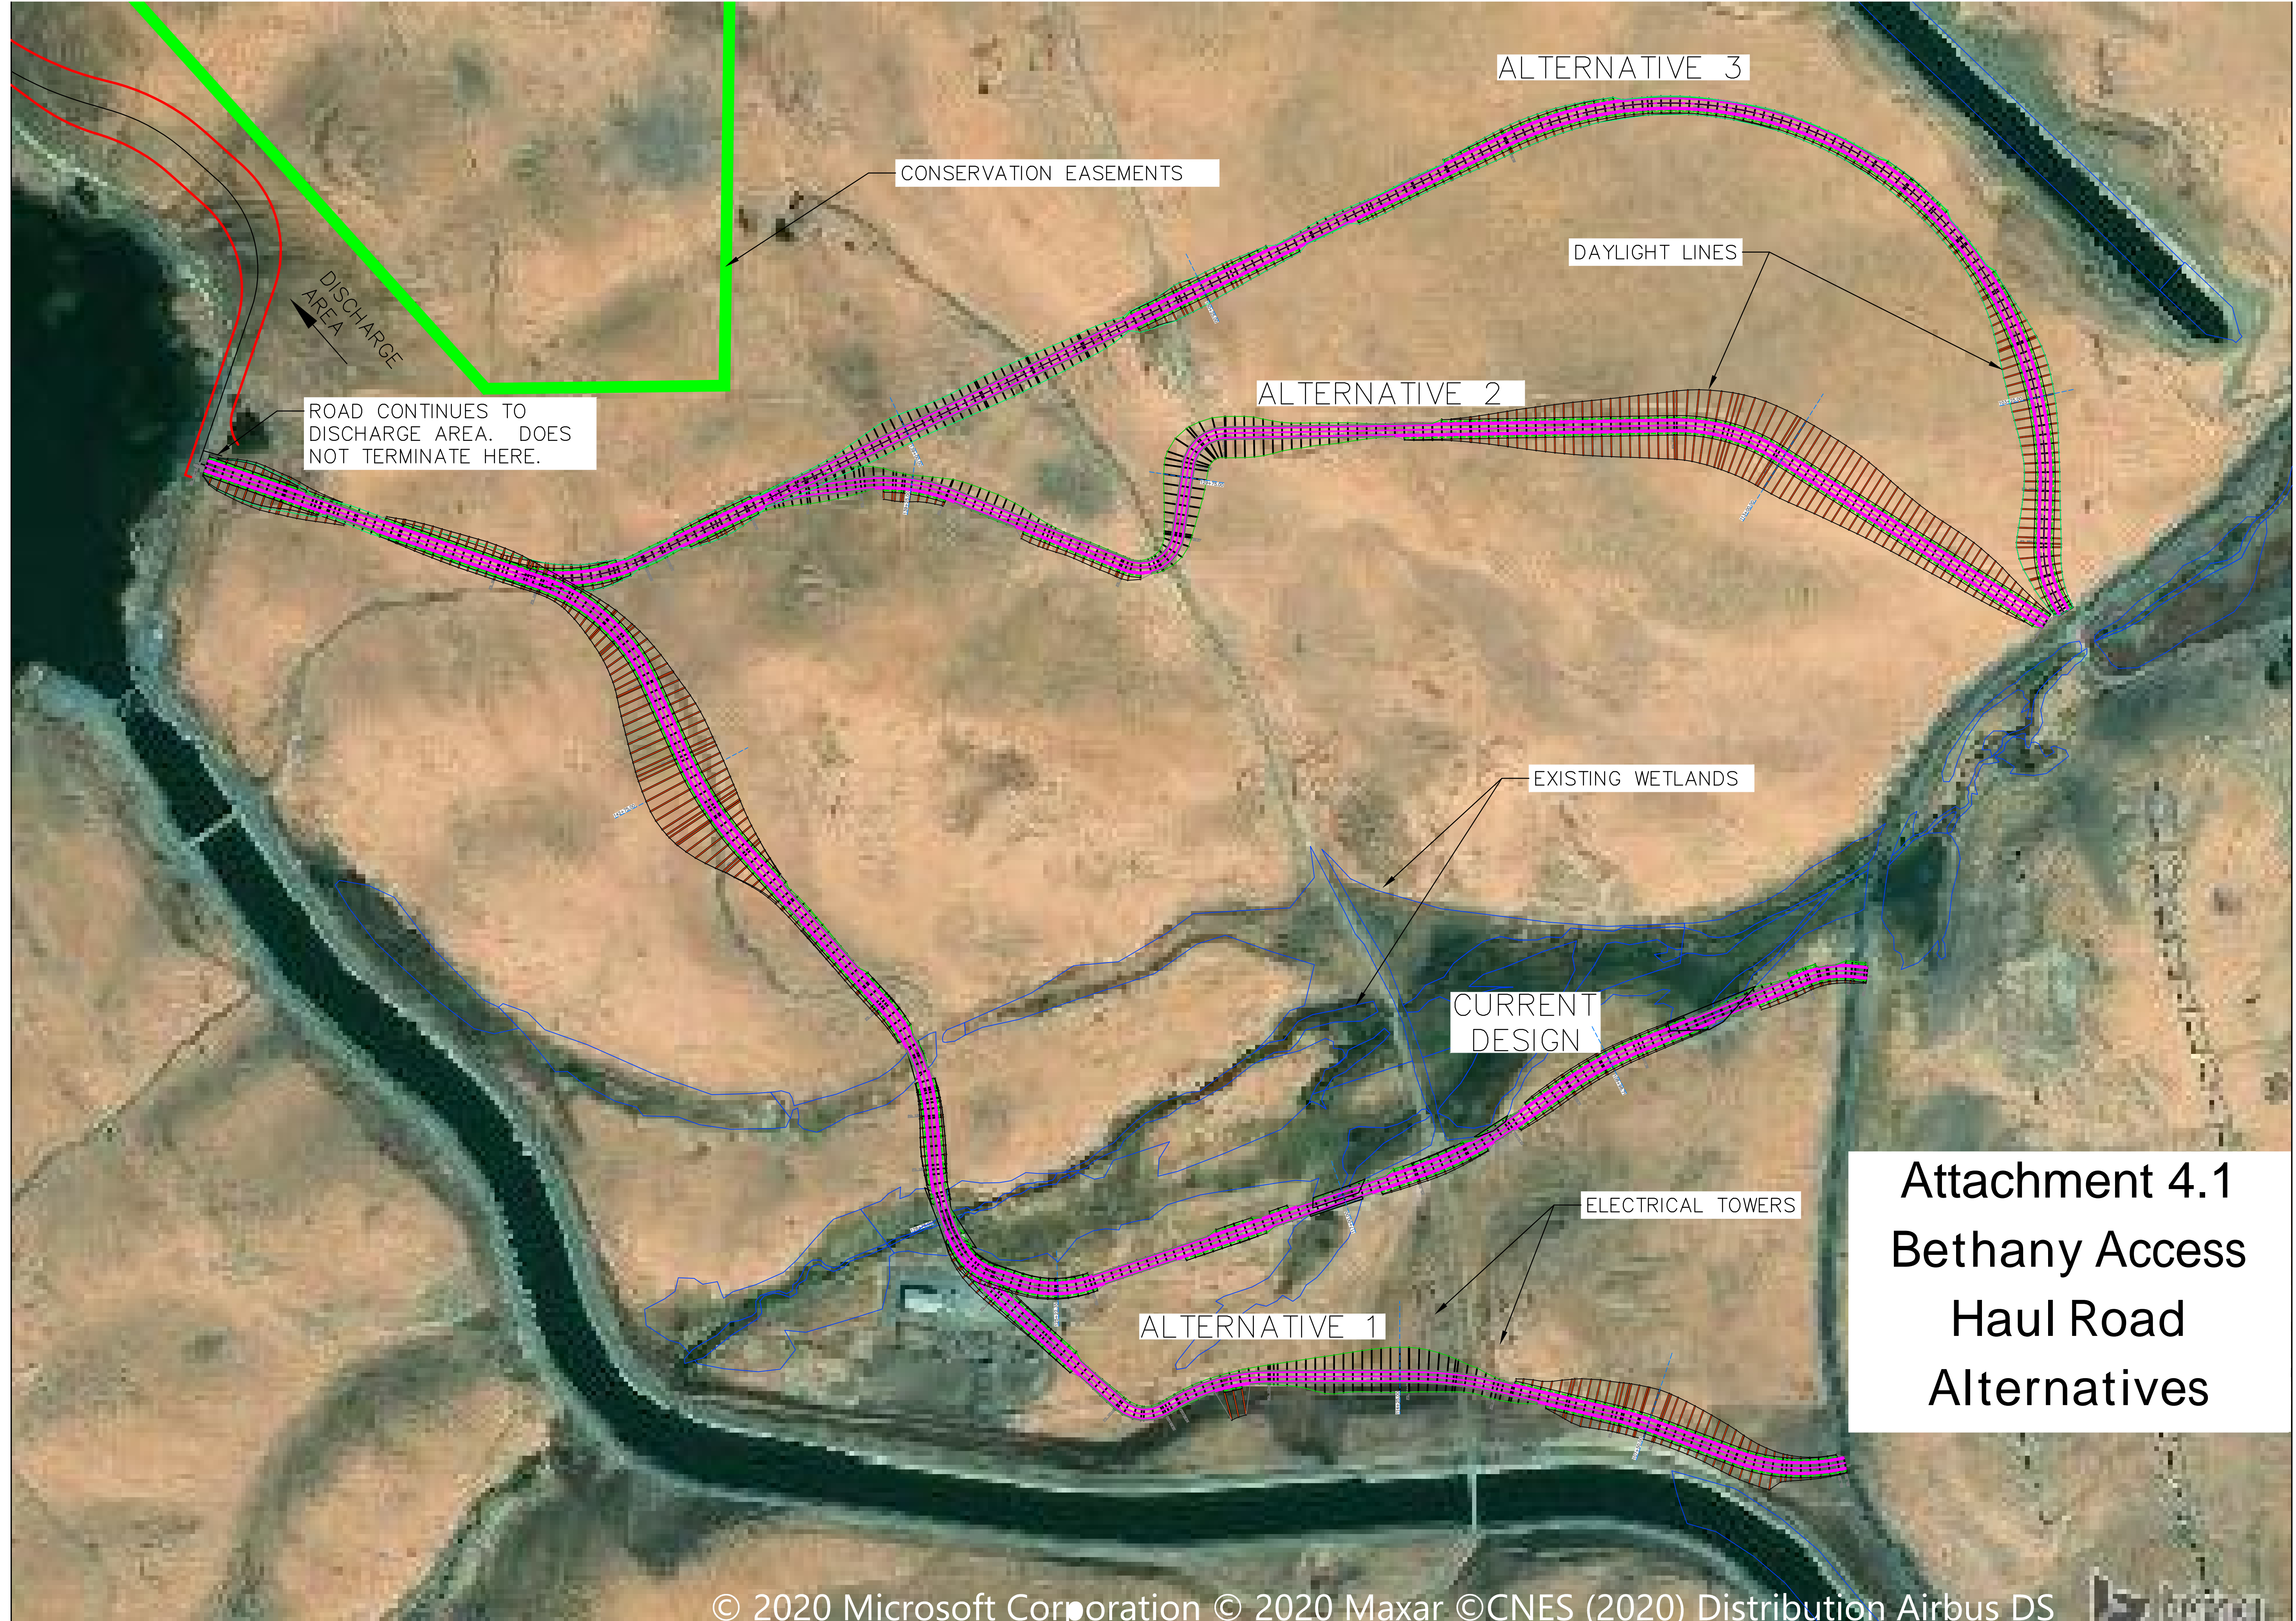 ALTERNATIVE 3
CONSERVATION EASEMENTS
DAYLIGHT LINES
DISCHARGE
AREA
ALTERNATIVE 2
ROAD CONTINUES TO
DISCHARGE AREA. DOES
NOT TERMINATE HERE.
EXISTING WETLANDS
CURRENT
DESIGN
ELECTRICAL TOWERS
ALTERNATIVE 1
Attachment 4.1
Bethany Access
Haul Road
Alternatives
© 2020 Microsoft Corporation © 2020 Maxar ©CNES (2020) Distribution Airbus DS